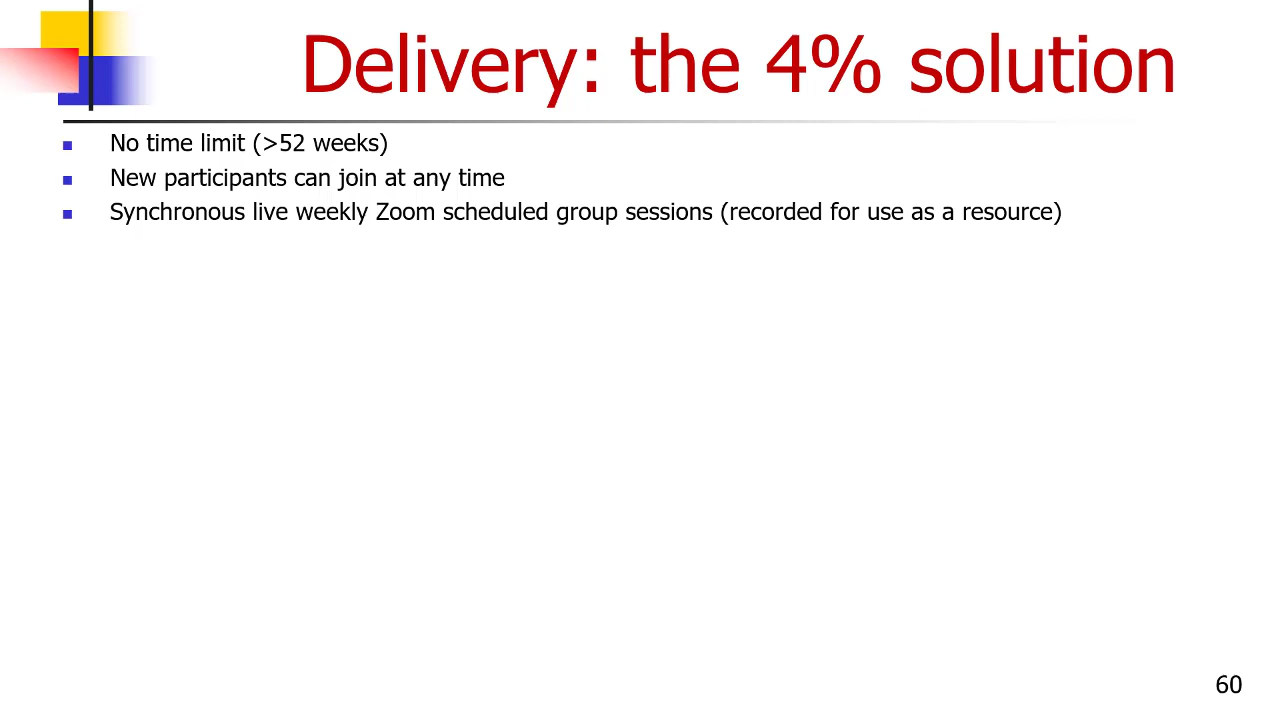 Delivery: the 4% solution
No time limit (>52 weeks)
New participants can join at any time
Synchronous live weekly Zoom scheduled group sessions (recorded for use as a resource)
60